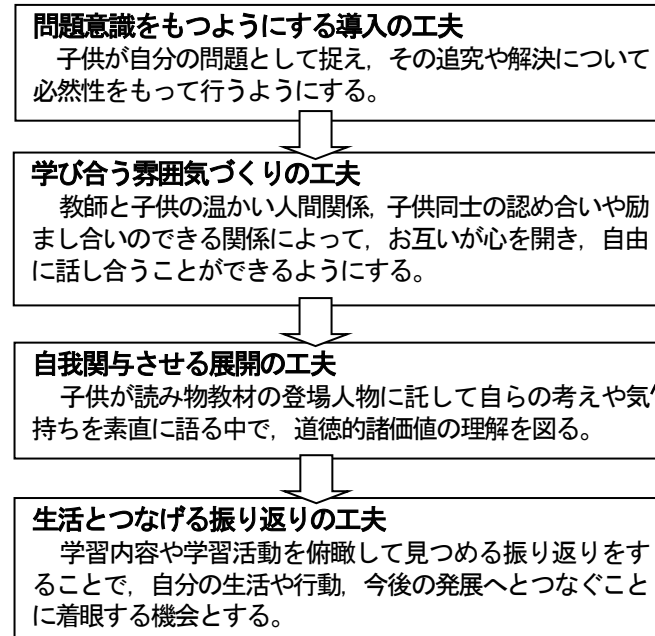 問題意識をもつようにする導入の工夫
子供が自分の問題として捉え，その追究や解決について
必然性をもって行うようにする。
学び合う雰囲気づくりの工夫
教師と子供の温かい人間関係，子供同士の認め合いや励
まし合いのできる関係によって，お互いが心を開き，自由
に話し合うことができるようにする。
自我関与させる展開の工夫
子供が読み物教材の登場人物に託して自らの考えや気
持ちを素直に語る中で，道徳的諸価値の理解を図る。
生活とつなげる振り返りの工夫
学習内容や学習活動を俯瞰して見つめる振り返りをす
ることで，自分の生活や行動，今後の発展へとつなぐこと
に着眼する機会とする。